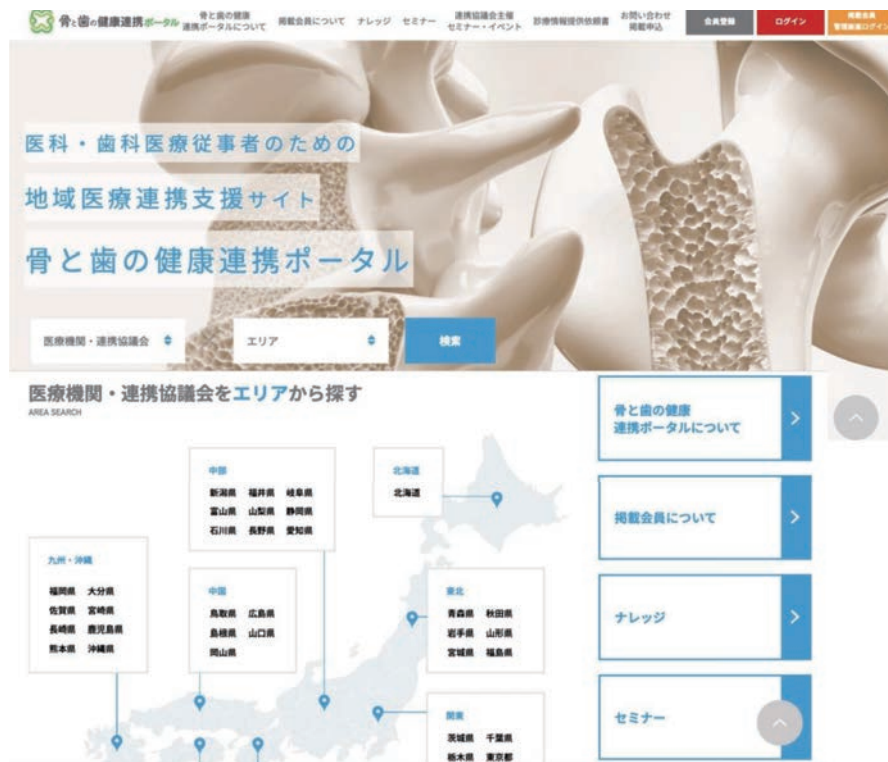 骨と歯の健康連携ポータル
骨と歯の健康
連携ポータルについて
掲載会員について
ナレッジ
セミナー
連携協議会主催
セミナー・イベント
診療情報提供依頼書
お問い合わせ
掲載申込
会員登録
ログイン
掲載会員
管理画面ログイン
医科・歯科医療従事者のための
地域医療連携支援サイト
骨と歯の健康連携ポータル
医療機関・連携協議会
エリア
検索
医療機関・連携協議会をエリアから探す
AREA SEARCH
中部
新潟県 福井県 岐阜県
富山県 山梨県 静岡県
石川県 長野県 愛知県
北海道
北海道
九州・沖縄
福岡県 大分県
佐賀県 宮崎県
長崎県 鹿児島県
熊本県 沖縄県
中国
鳥取県 広島県
島根県 山口県
岡山県
東北
青森県 秋田県
岩手県 山形県
宮城県 福島県
関東
茨城県 千葉県
栃木県 東京都
骨と歯の健康
連携ポータルについて
掲載会員について
ナレッジ
セミナー